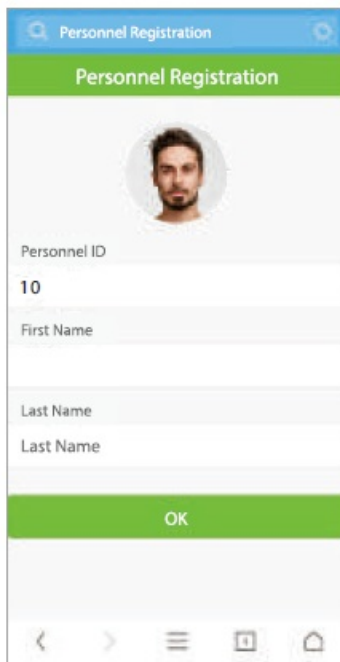 Personnel Registration
Personnel Registration
Personnel ID
10
First Name
Last Name
Last Name
OK